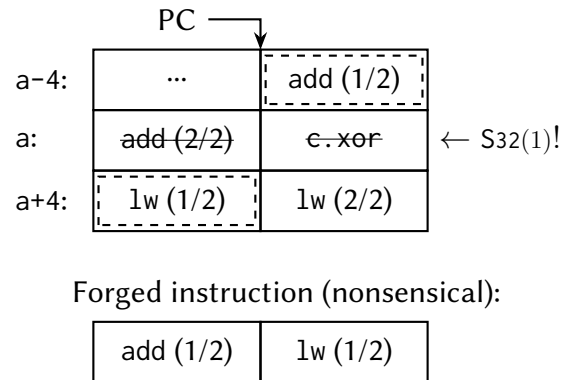 PC
a-4: ... add (1/2)
a: add (2/2) c.xor ← S32(1)!
a+4: lw (1/2) lw (2/2)
Forged instruction (nonsensical):
add (1/2) lw (1/2)